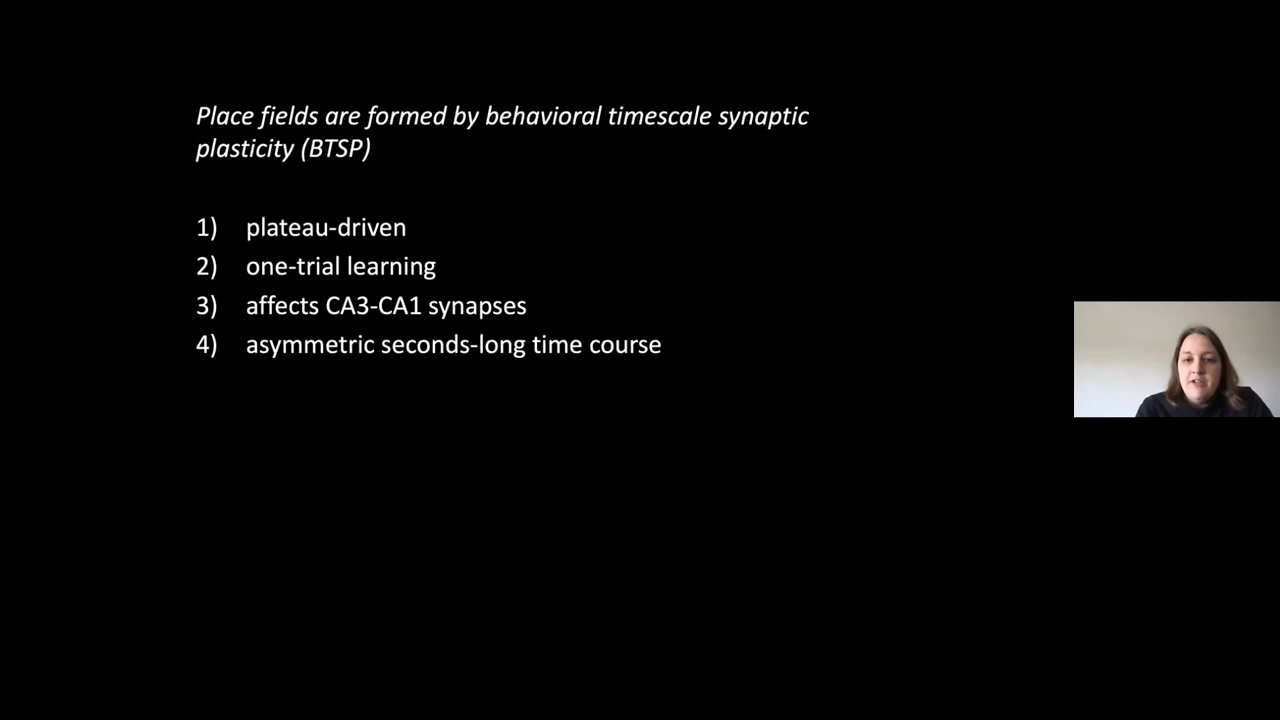 Place fields are formed by behavioral timescale synaptic
plasticity (BTSP)
1) plateau-driven
2) one-trial learning
3) affects CA3-CA1 synapses
4) asymmetric seconds-long time course